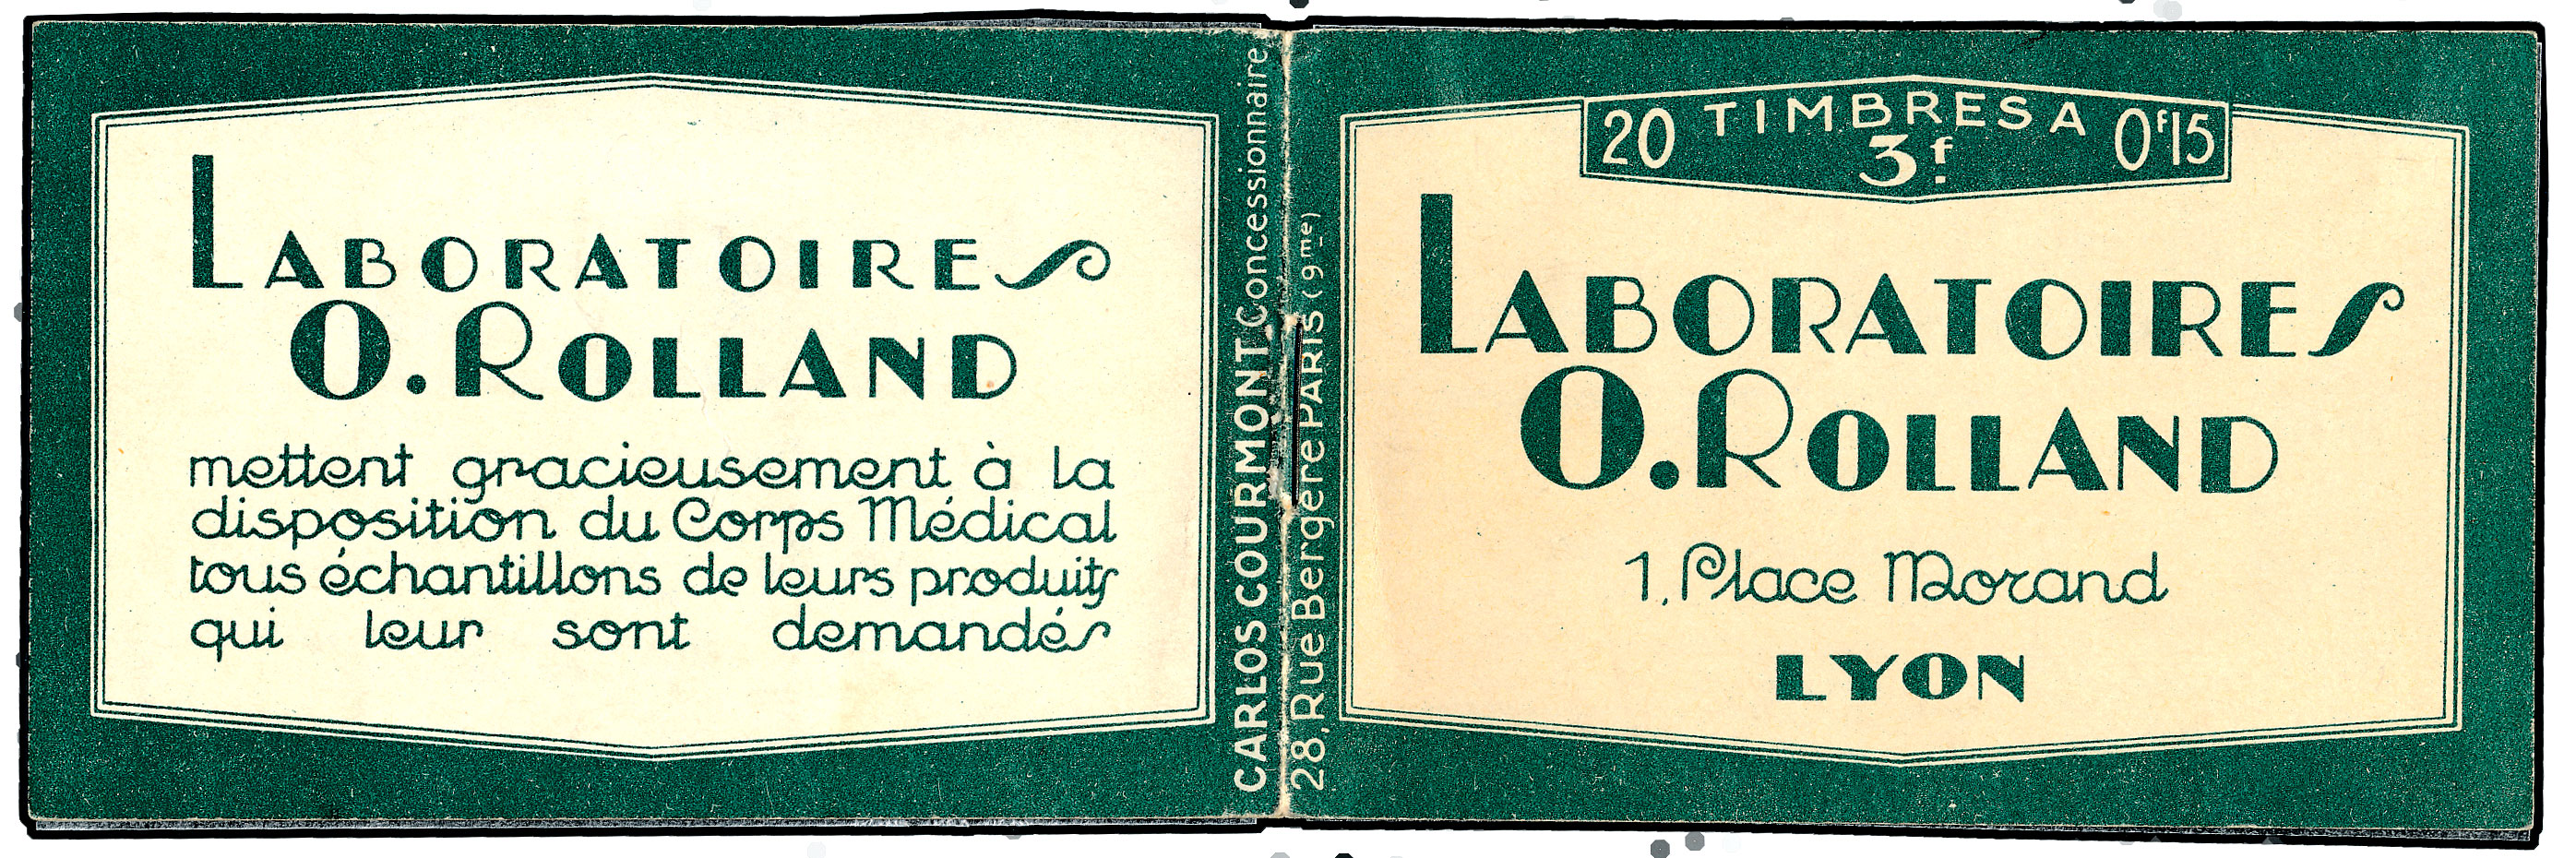 LABORATOIRES
O. ROLLAND
mettent gracieusement à la
disposition du Corps Médical
tous échantillons de leurs produits
qui leur sont demandés
CARLOS COURMONT Concessionnaire
28, Rue Bergère PARIS (9me)
20 TIMBRES A 0f15
3f.
LABORATOIRES
O. ROLLAND
1, Place Morand
LYON